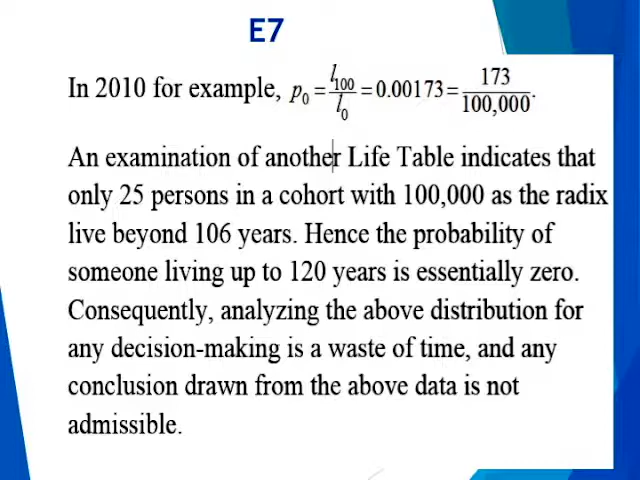 E7
In 2010 for example, p₀ = l₁₀₀/l₀ = 0.00173 = 173/100,000.
An examination of another Life Table indicates that
only 25 persons in a cohort with 100,000 as the radix
live beyond 106 years. Hence the probability of
someone living up to 120 years is essentially zero.
Consequently, analyzing the above distribution for
any decision-making is a waste of time, and any
conclusion drawn from the above data is not
admissible.